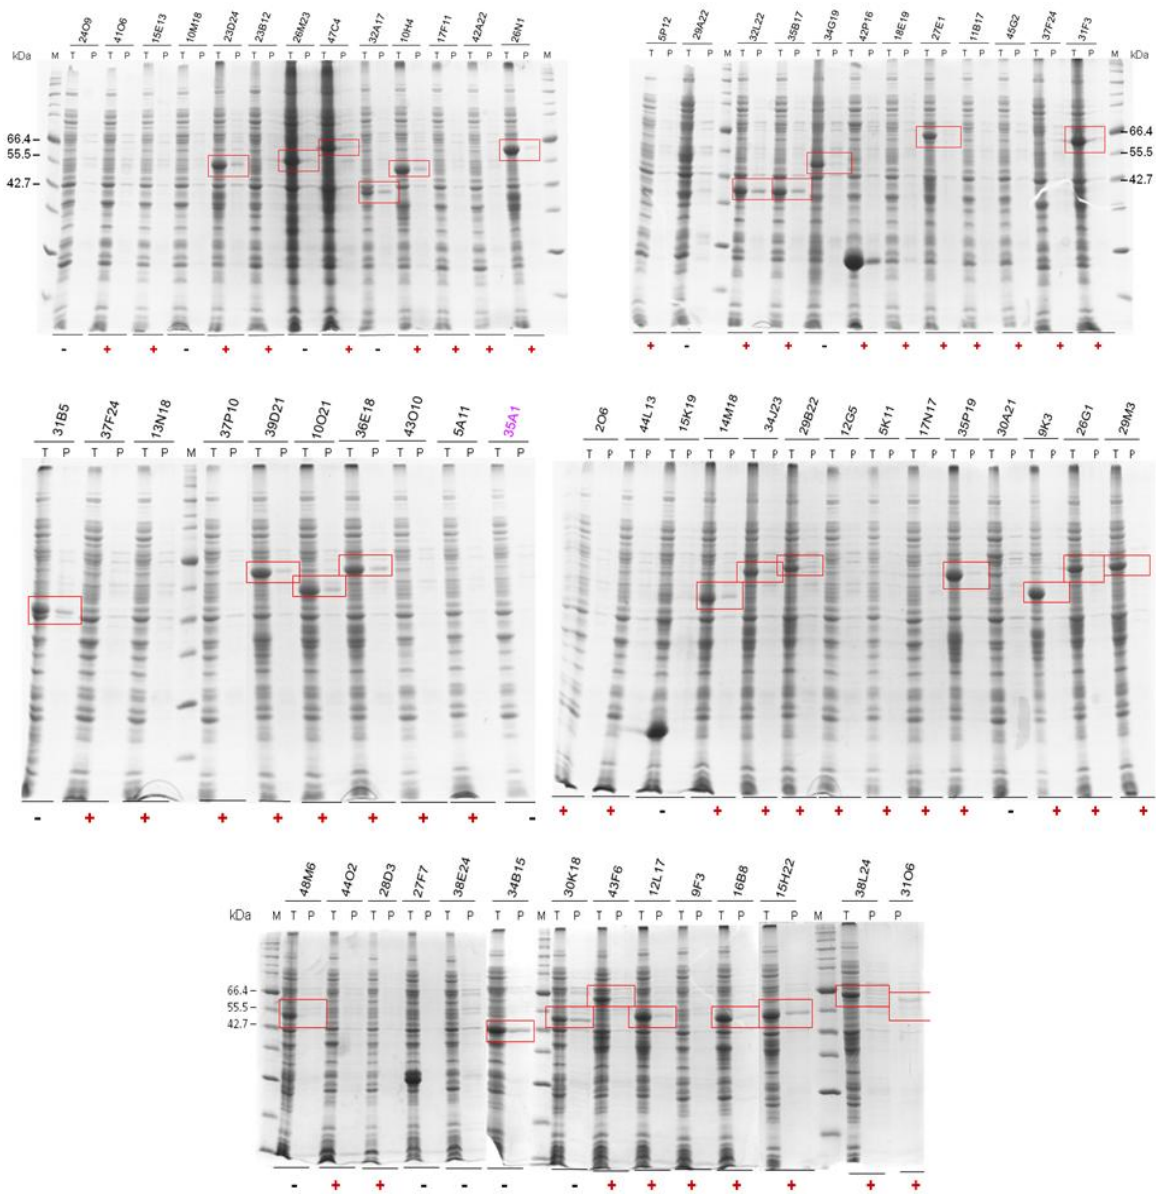 24O9 41O6 15E13 10M18 23D24 23B12 26M23 47C4 32A17 10H4 17F11 42A22 26N1
kDa M T P T P T P T P T P T P T P T P T P T P T P T P T P M
66.4
55.5
42.7
- + + - + + - + - + + + +
5P12 29A22 32L22 35B17 34G19 42P16 18E19 27E1 11B17 45G2 37F24 31F3
T P T P M T P T P T P T P T P T P T P T P T P T P M kDa
66.4
55.5
42.7
+ - + + - + + + + + + +
31B5 37F24 13N18 37P10 39D21 10O21 36E18 43O10 5A11 35A1
T P T P T P M T P T P T P T P T P T P T P
- + + + + + + + + -
2O6 44L13 15K19 14M18 34J23 29B22 12G5 5K11 17N17 35P19 30A21 9K3 26G1 29M3
T P T P T P T P T P T P T P T P T P T P T P T P T P T P
+ + - + + + + + + + - + + +
48M6 44O2 28D3 27F7 38E24 34B15 30K18 43F6 12L17 9F3 16B8 15H22 38L24 31O6
kDa M T P T P T P T P T P T P M T P T P T P T P T P T P M T P P
66.4
55.5
42.7
- + + - - - - + + + + + + +